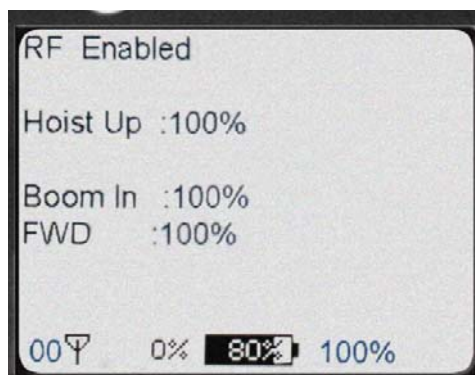 RF Enabled
Hoist Up :100%
Boom In :100%
FWD :100%
00 0% 80% 100%